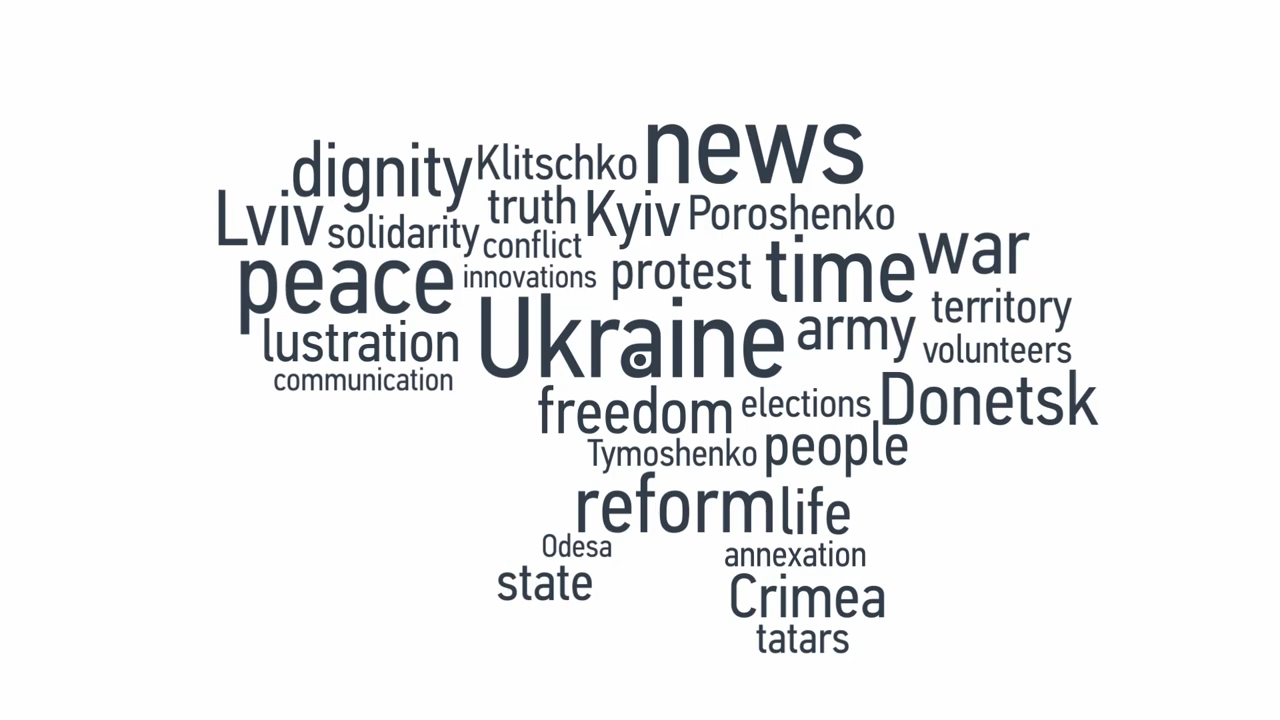 news
dignity Klitschko
Lviv solidarity truth Kyiv Poroshenko
conflict
peace innovations protest time war
territory
lustration Ukraine army volunteers
communication
freedom elections Donetsk
Tymoshenko people
reform life
Odesa annexation
state Crimea
tatars